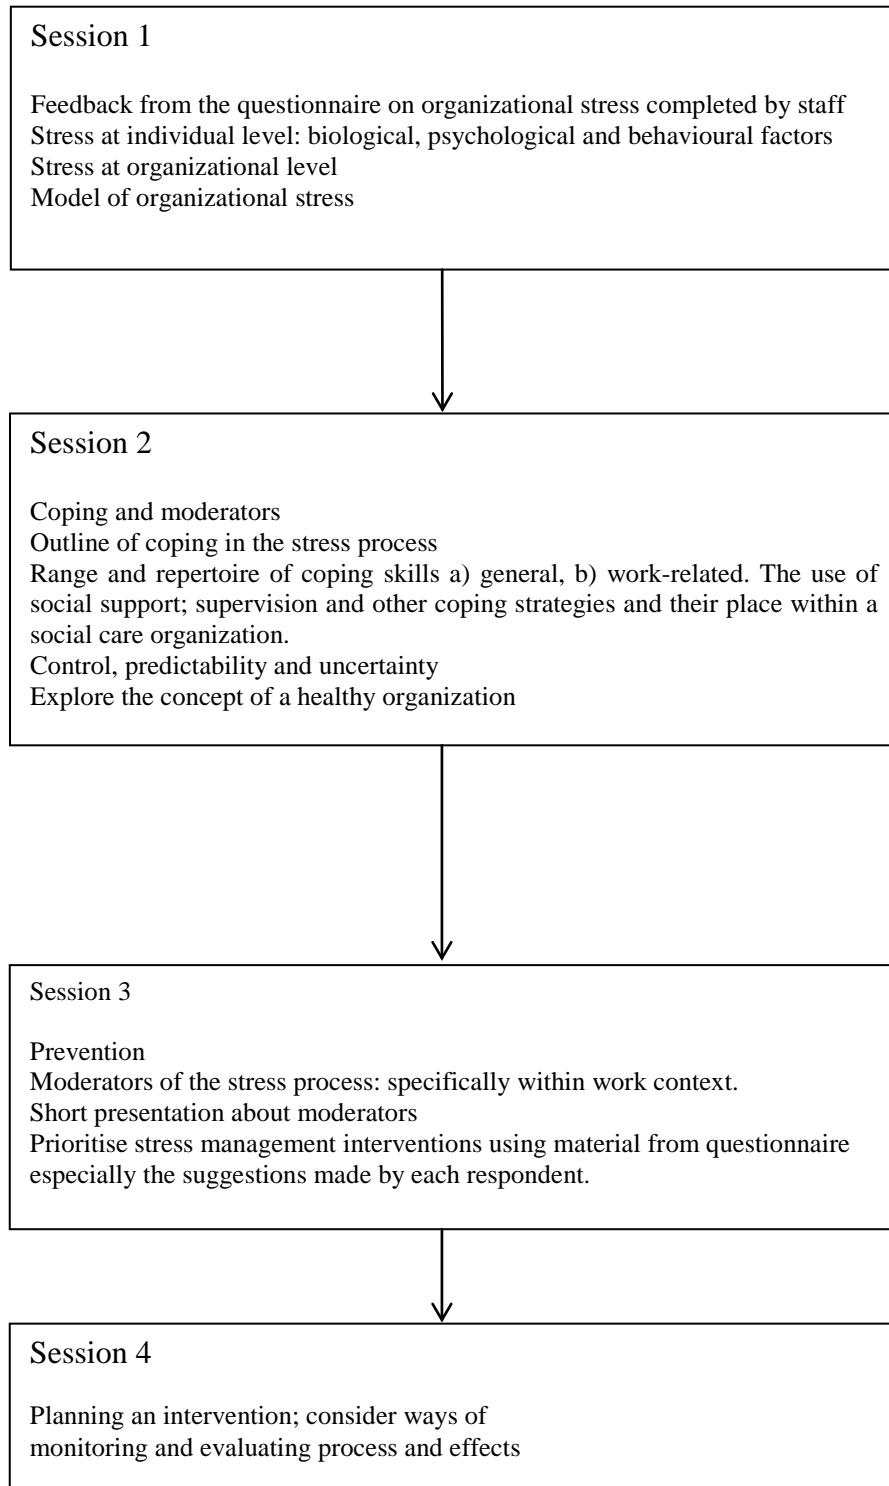 Session 1
Feedback from the questionnaire on organizational stress completed by staff
Stress at individual level: biological, psychological and behavioural factors
Stress at organizational level
Model of organizational stress
Session 2
Coping and moderators
Outline of coping in the stress process
Range and repertoire of coping skills a) general, b) work-related. The use of
social support; supervision and other coping strategies and their place within a
social care organization.
Control, predictability and uncertainty
Explore the concept of a healthy organization
Session 3
Prevention
Moderators of the stress process: specifically within work context.
Short presentation about moderators
Prioritise stress management interventions using material from questionnaire
especially the suggestions made by each respondent.
Session 4
Planning an intervention; consider ways of
monitoring and evaluating process and effects